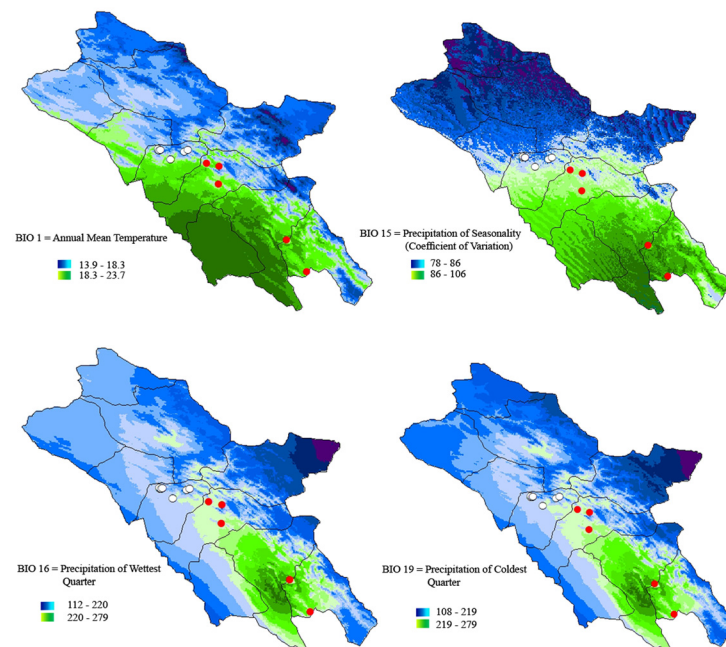 BIO 1 = Annual Mean Temperature
13.9 - 18.3
18.3 - 23.7
BIO 15 = Precipitation of Seasonality
(Coefficient of Variation)
78 - 86
86 - 106
BIO 16 = Precipitation of Wettest
Quarter
112 - 220
220 - 279
BIO 19 = Precipitation of Coldest
Quarter
108 - 219
219 - 279